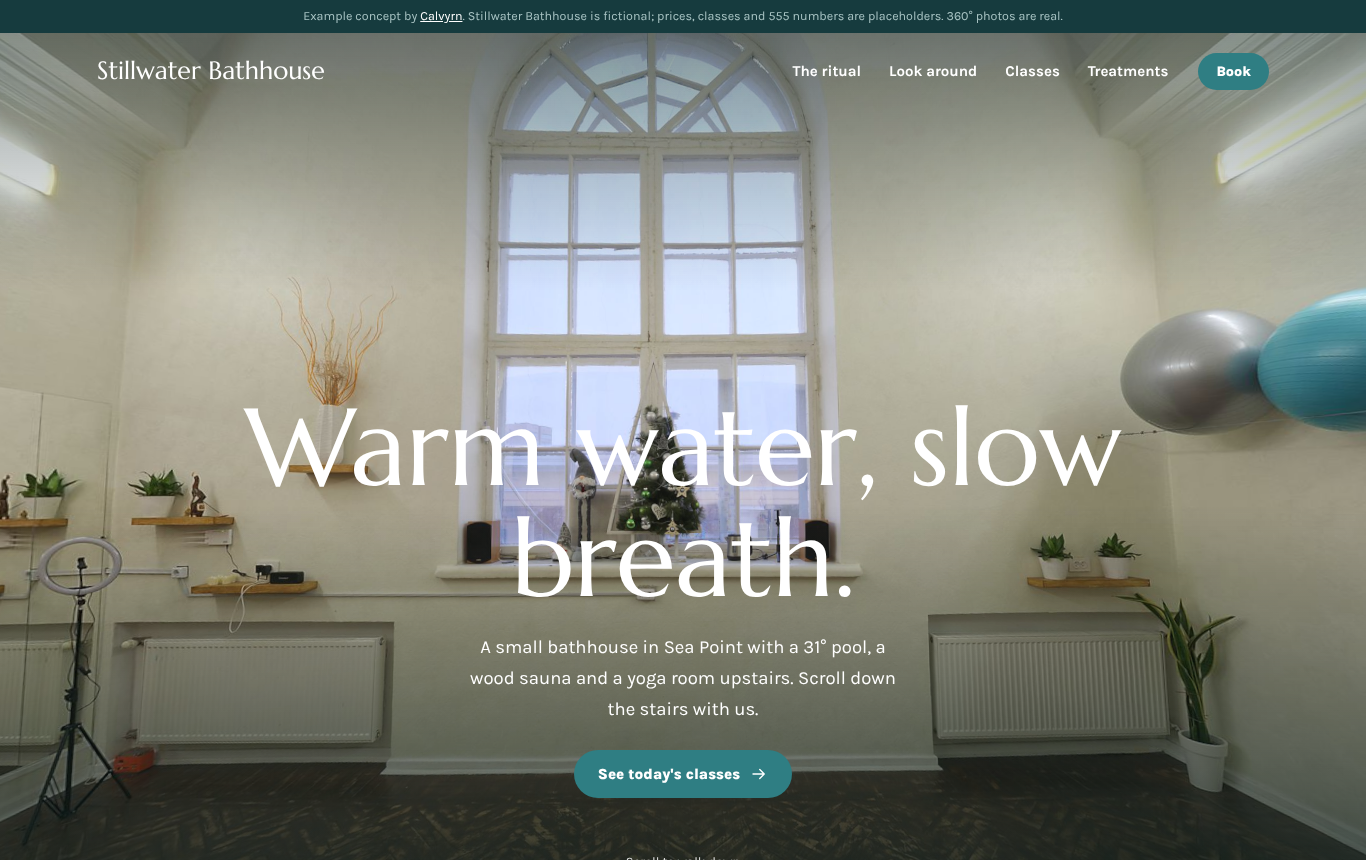 Example concept by Calvyrn. Stillwater Bathhouse is fictional; prices, classes and 555 numbers are placeholders. 360° photos are real.
Stillwater Bathhouse
The ritual
Look around
Classes
Treatments
Book
Warm water, slow
breath.
A small bathhouse in Sea Point with a 31° pool, a
wood sauna and a yoga room upstairs. Scroll down
the stairs with us.
See today's classes